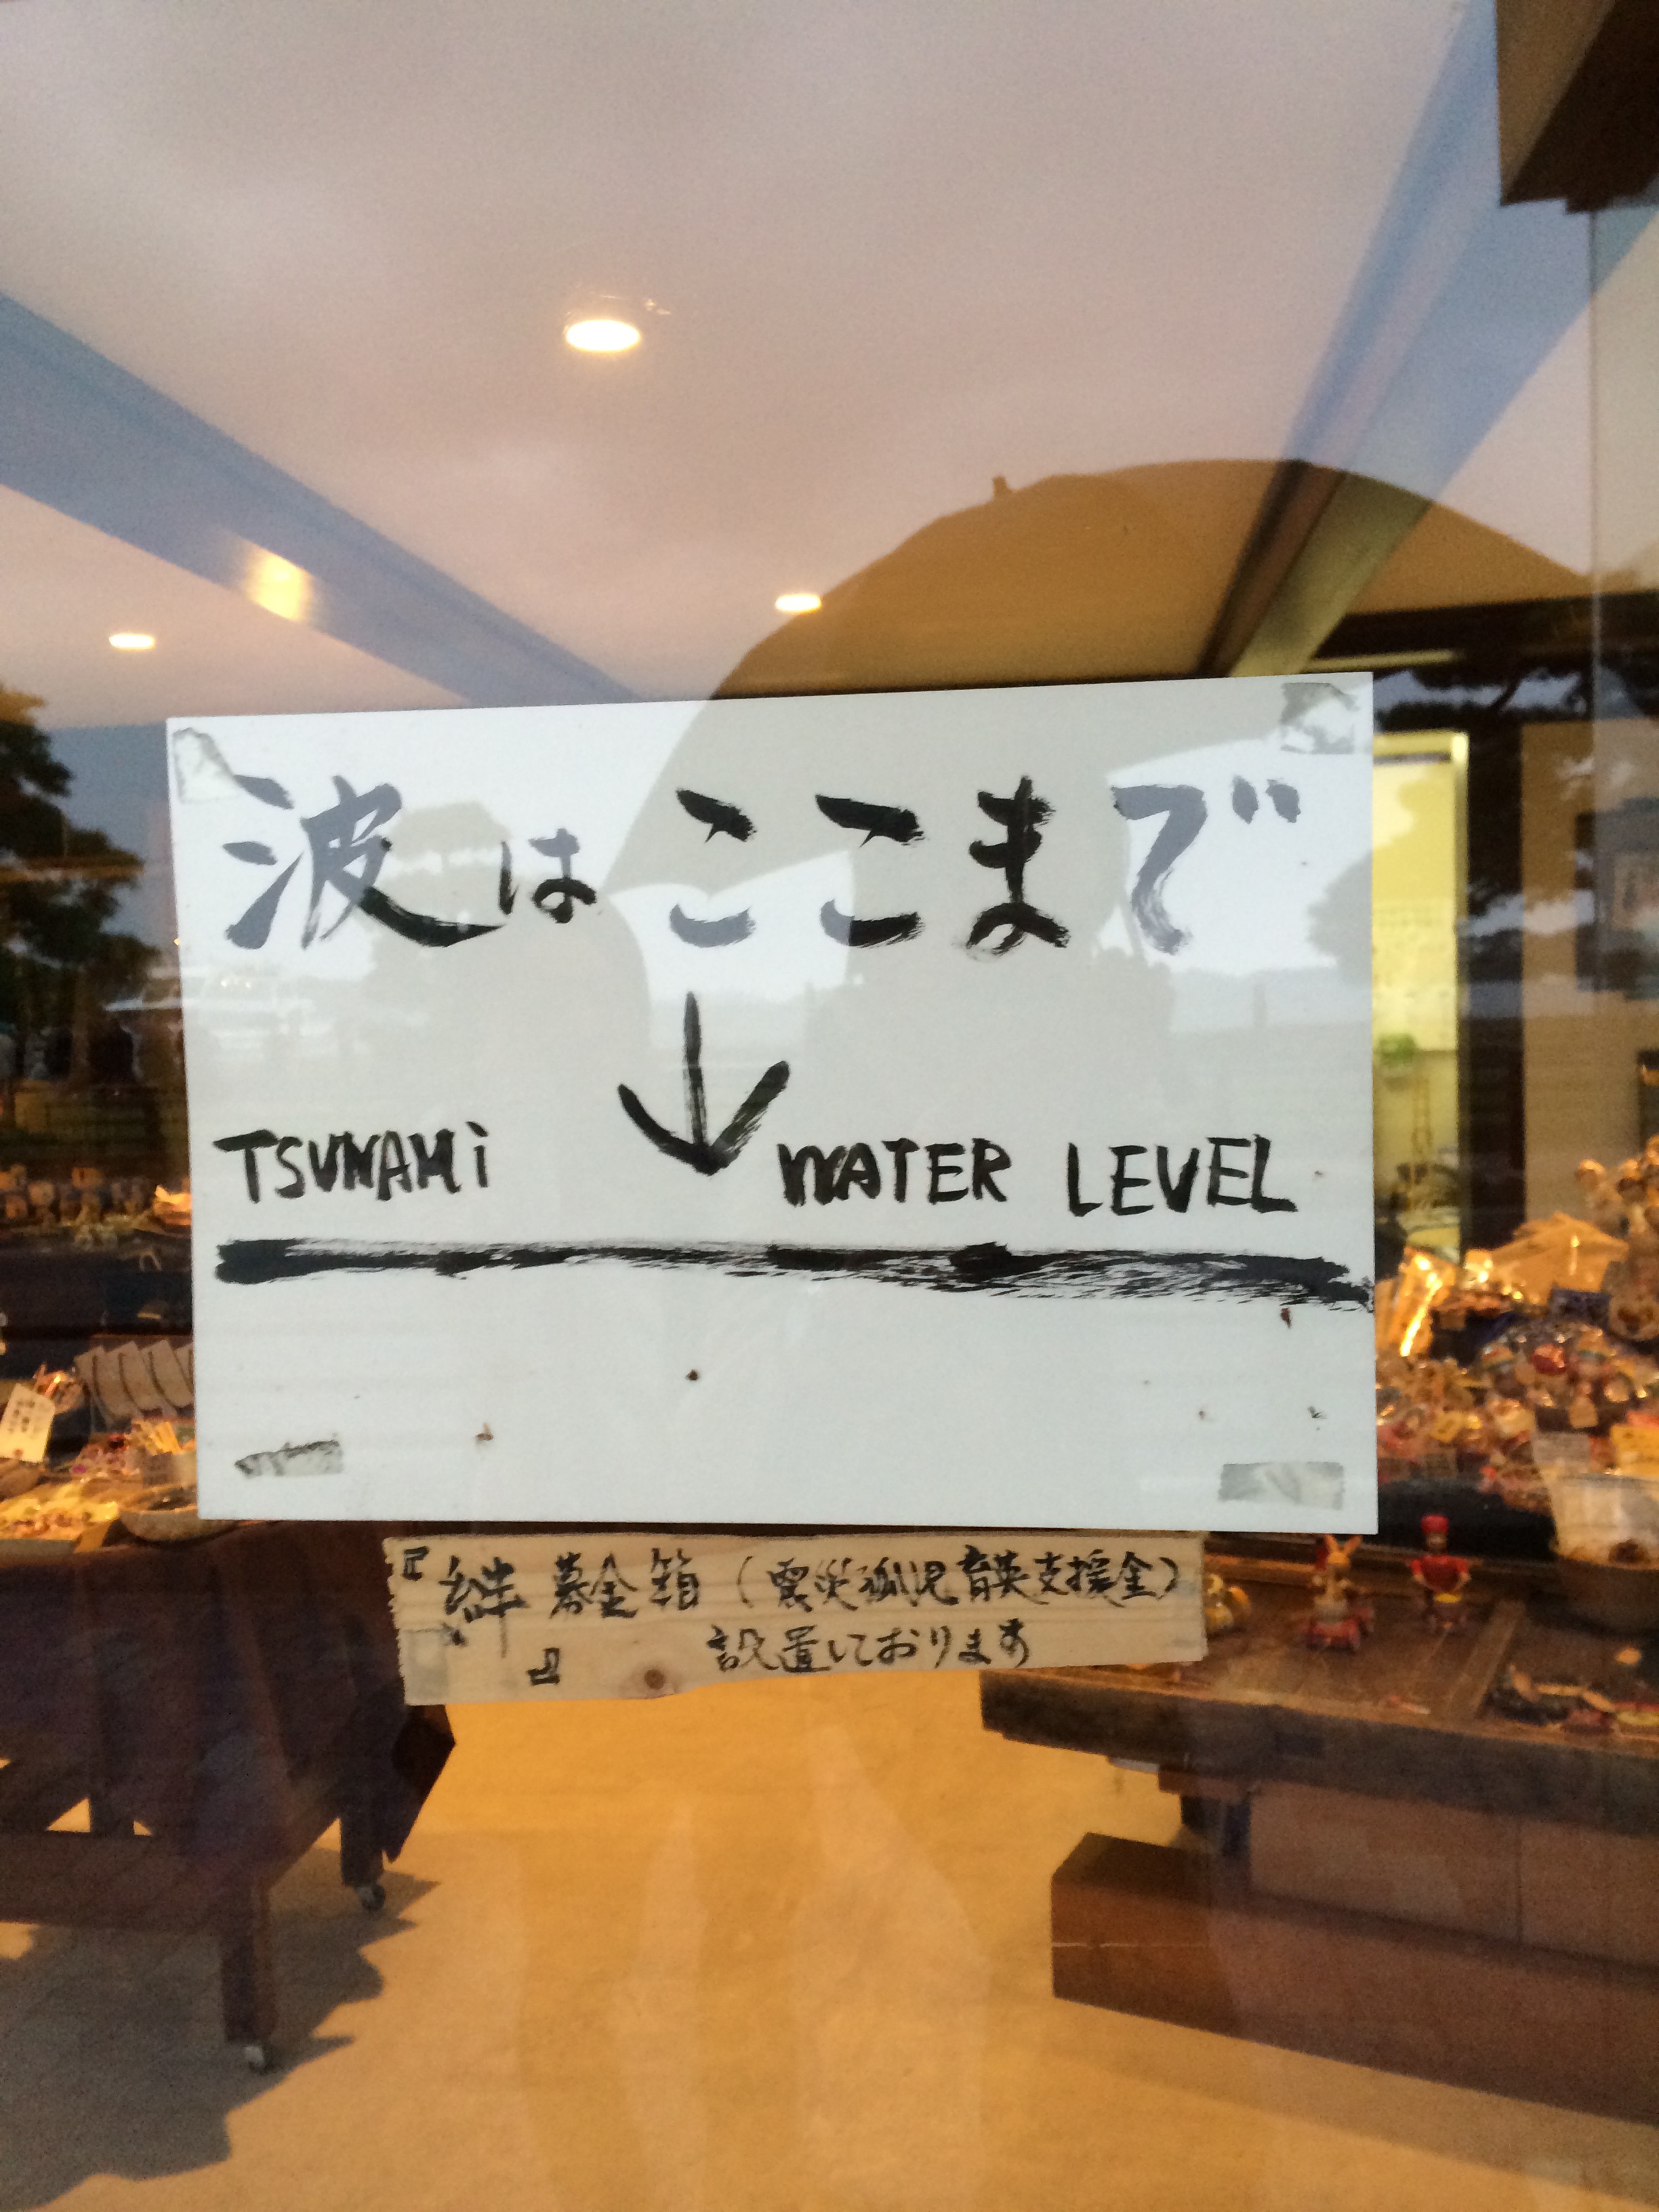 波はここまで
TSUNAMi WATER LEVEL
『絆 募金箱 (震災孤児育英支援金)
』 設置しております